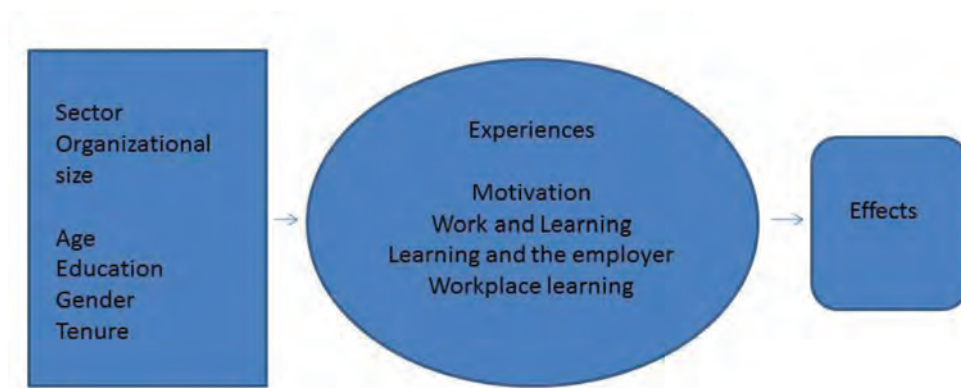 Sector
Organizational
size
Age
Education
Gender
Tenure
Experiences
Motivation
Work and Learning
Learning and the employer
Workplace learning
Effects